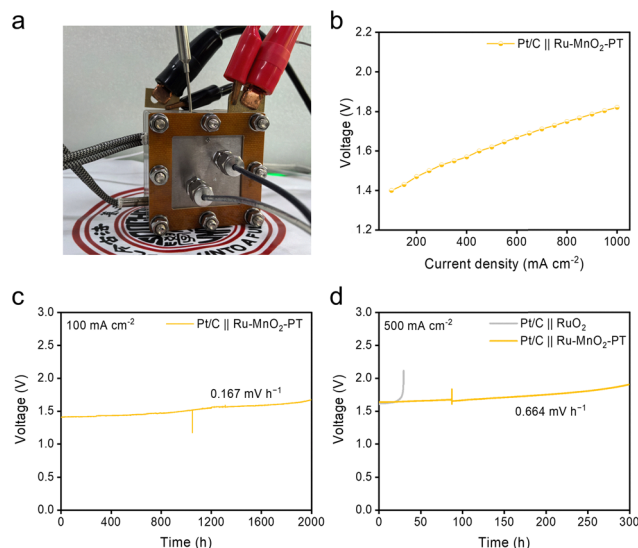 a
b
Pt/C || Ru-MnO₂-PT
Voltage (V)
2.2
2.0
1.8
1.6
1.4
1.2
200
400
600
800
1000
Current density (mA cm⁻²)
c
100 mA cm⁻²
Pt/C || Ru-MnO₂-PT
0.167 mV h⁻¹
Voltage (V)
3.0
2.5
2.0
1.5
1.0
0.5
0.0
0
400
800
1200
1600
2000
Time (h)
d
500 mA cm⁻²
Pt/C || RuO₂
Pt/C || Ru-MnO₂-PT
0.664 mV h⁻¹
Voltage (V)
3.0
2.5
2.0
1.5
1.0
0.5
0.0
0
50
100
150
200
250
300
Time (h)